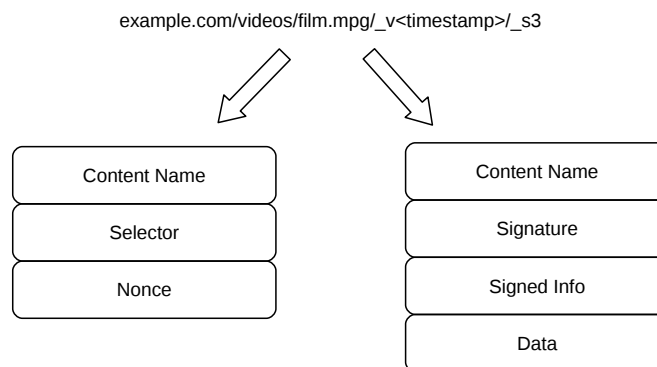 example.com/videos/film.mpg/_v<timestamp>/_s3
Content Name
Selector
Nonce
Content Name
Signature
Signed Info
Data